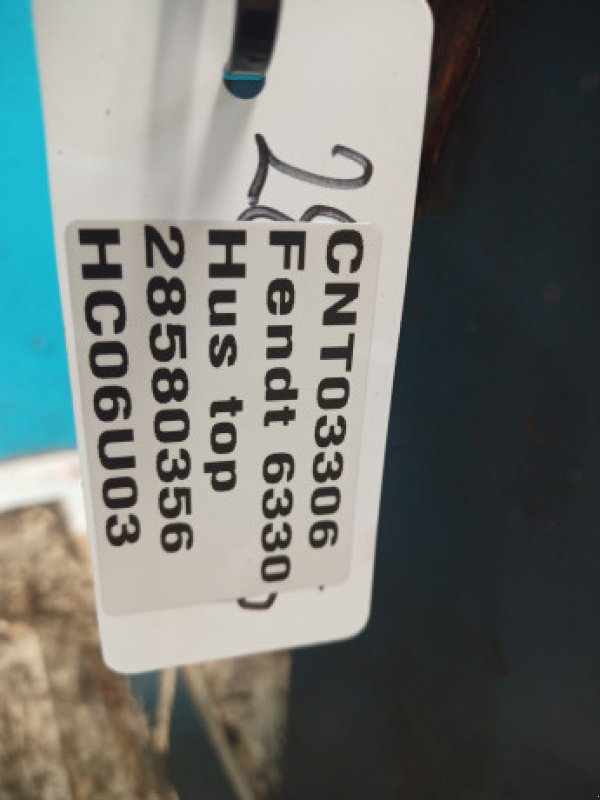 CNT03306
Fendt 6330
Hus top
28580356
HC06U03